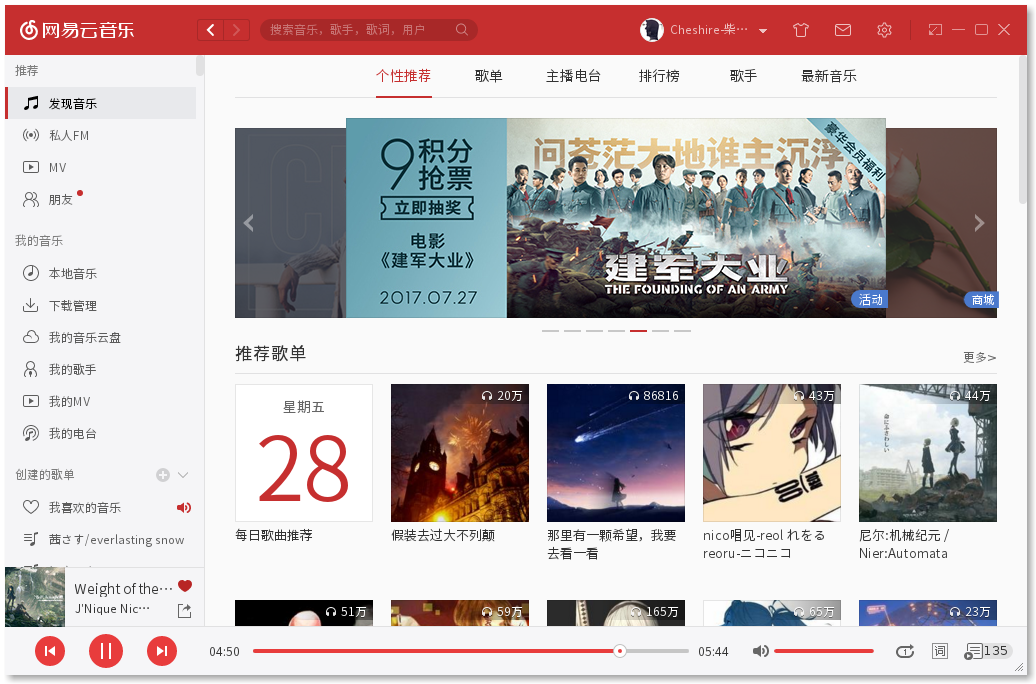 网易云音乐
搜索音乐，歌手，歌词，用户
Cheshire-柴···
推荐
发现音乐
私人FM
MV
朋友
我的音乐
本地音乐
下载管理
我的音乐云盘
我的歌手
我的MV
我的电台
创建的歌单
我喜欢的音乐
茜さす/everlasting snow
Weight of the···
J'Nique Nic···
个性推荐 歌单 主播电台 排行榜 歌手 最新音乐
9积分
抢票
立即抽奖
电影
《建军大业》
2017.07.27
问苍茫大地谁主沉浮
豪华会员福利
建军大业
THE FOUNDING OF AN ARMY
活动
商城
推荐歌单
更多>
星期五
28
每日歌曲推荐
20万
假装去过大不列颠
86816
那里有一颗希望，我要
去看一看
43万
nico唱见-reol れをる
reoru-ニコニコ
44万
命にふさわしい
尼尔:机械纪元 /
Nier:Automata
51万
59万
165万
65万
23万
04:50
05:44
1
词
135